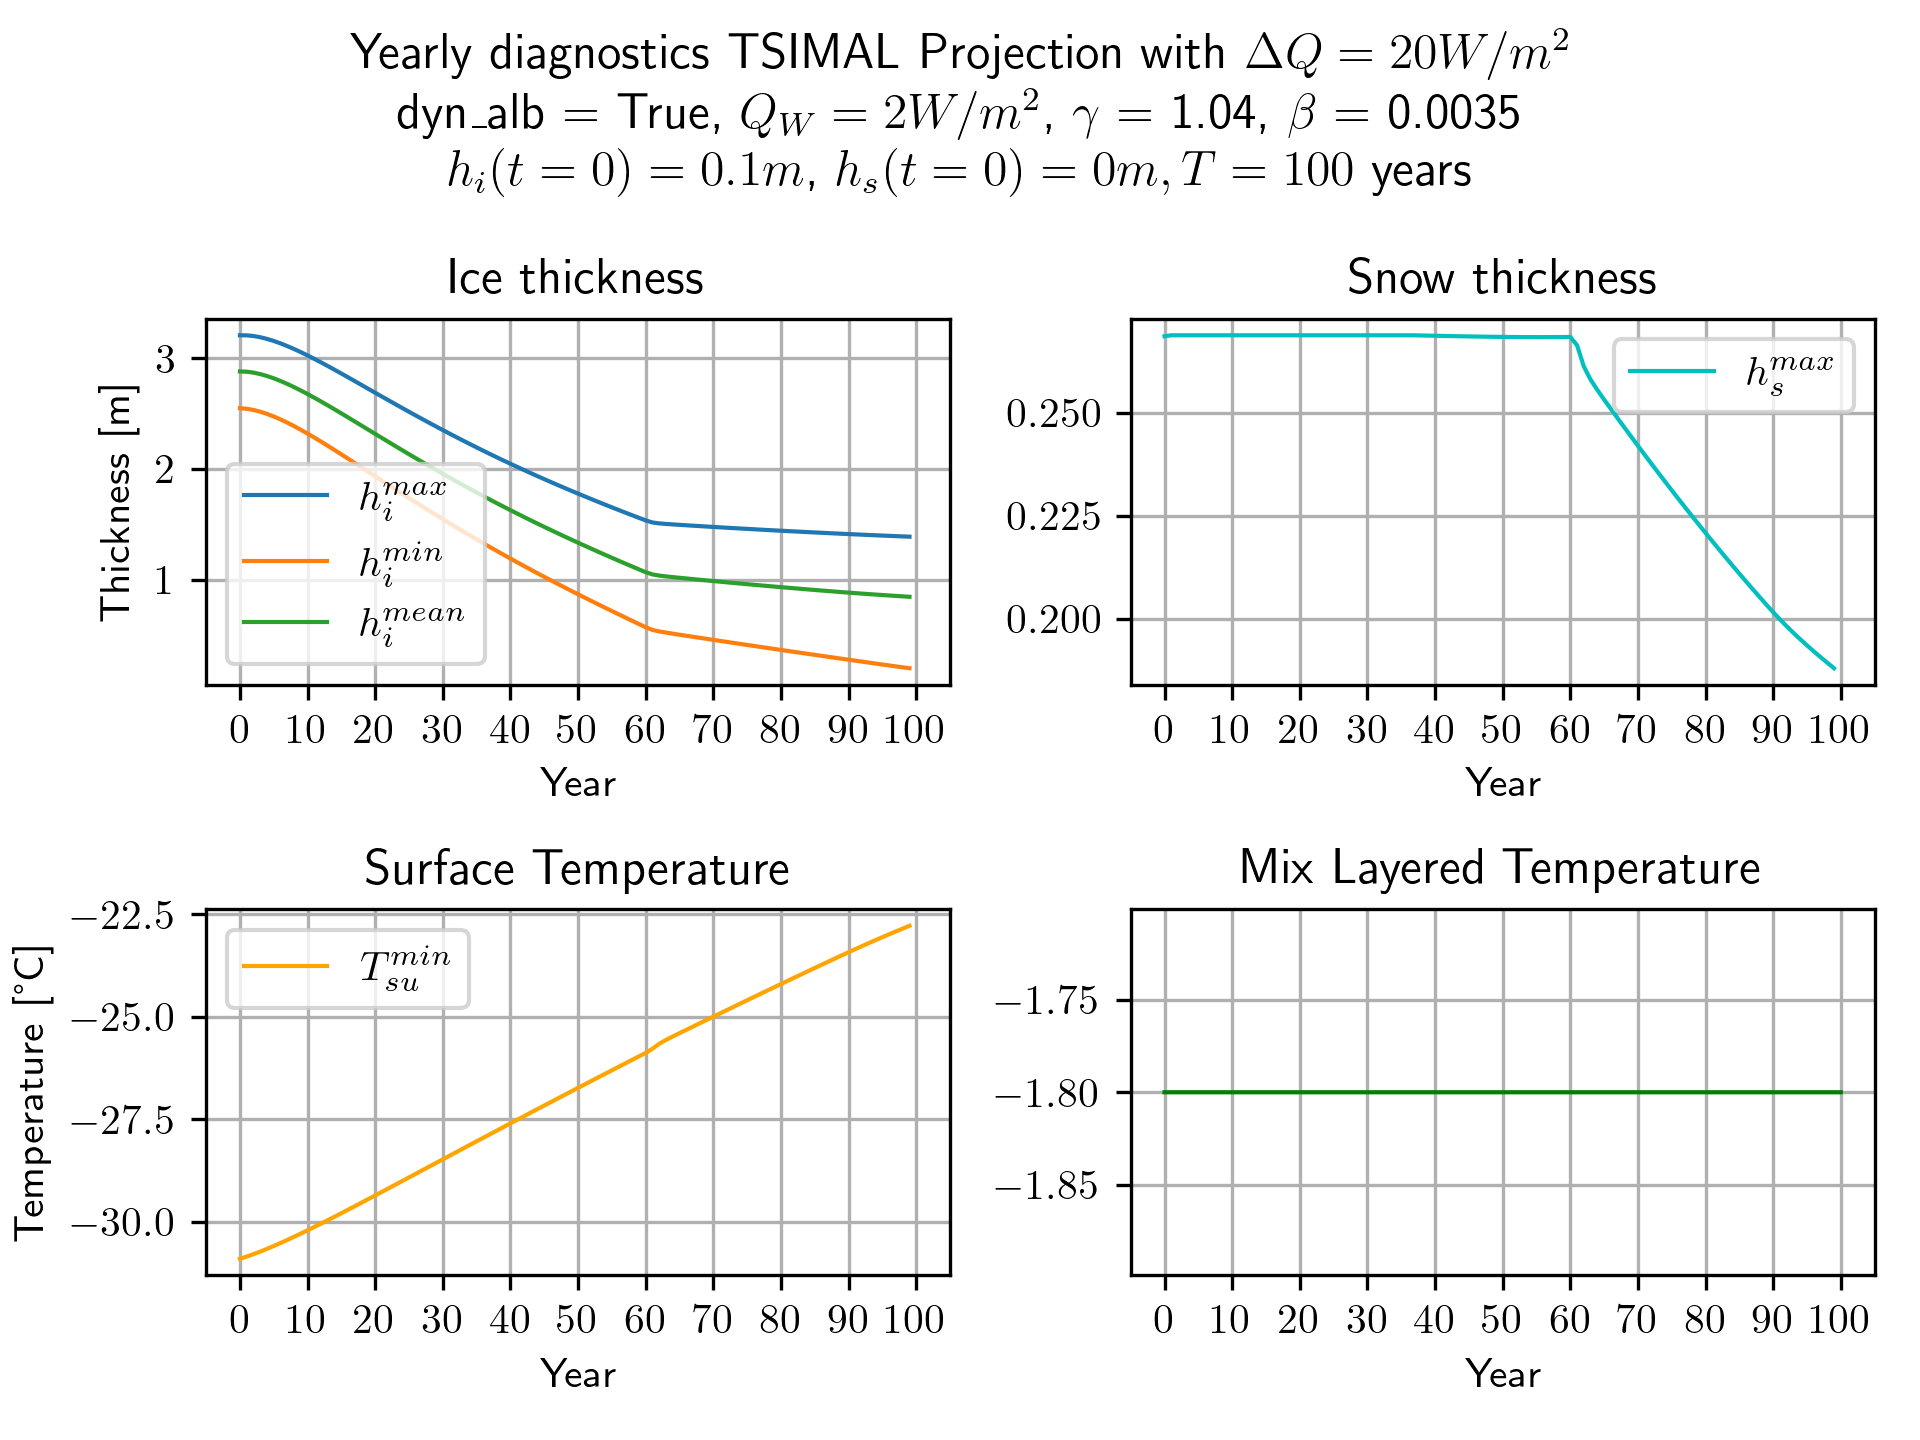 Yearly diagnostics TSIMAL Projection with ΔQ = 20W/m²
dyn_alb = True, Q_W = 2W/m², γ = 1.04, β = 0.0035
h_i(t = 0) = 0.1m, h_s(t = 0) = 0m, T = 100 years
Ice thickness
Thickness [m]
3
2
1
h_i^{max}
h_i^{min}
h_i^{mean}
0 10 20 30 40 50 60 70 80 90 100
Year
Snow thickness
0.250
0.225
0.200
h_s^{max}
0 10 20 30 40 50 60 70 80 90 100
Year
Surface Temperature
Temperature [°C]
−22.5
−25.0
−27.5
−30.0
T_{su}^{min}
0 10 20 30 40 50 60 70 80 90 100
Year
Mix Layered Temperature
−1.75
−1.80
−1.85
0 10 20 30 40 50 60 70 80 90 100
Year